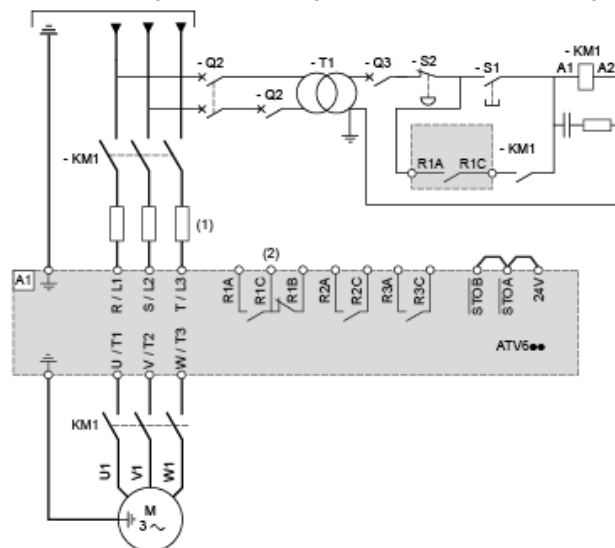 - Q2
- T1
- Q3
- S2
- S1
- KM1
A1
A2
- Q2
- KM1
R1A
R1C
- KM1
(1)
(2)
A1
R / L1
S / L2
T / L3
R1A
R1C
R1B
R2A
R2C
R3A
R3C
STOB
STOA
24V
U / T1
V / T2
W / T3
ATV6●●
KM1
U1
V1
W1
M
3 ~